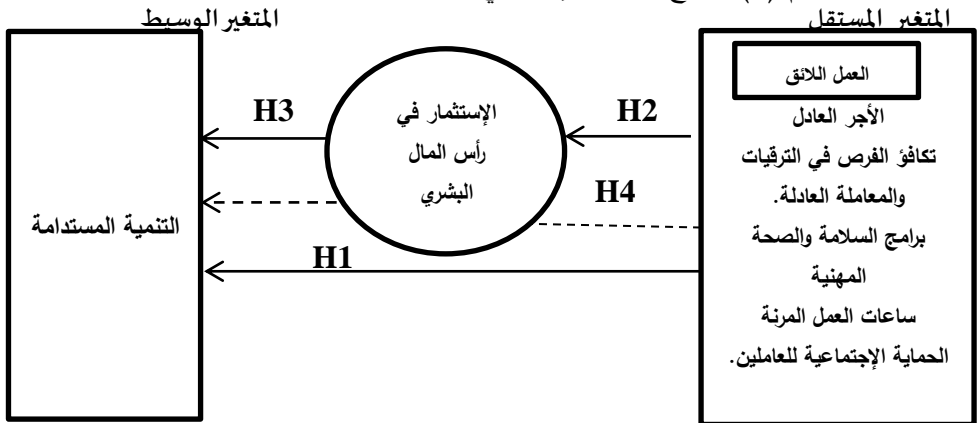 المتغير المستقل
المتغير الوسيط
العمل اللائق
الأجر العادل
تكافؤ الفرص في الترقيات
والمعاملة العادلة.
برامج السلامة والصحة
المهنية
ساعات العمل المرنة
الحماية الإجتماعية للعاملين.
H2
الإستثمار في
رأس المال
البشري
H3
H4
H1
التنمية المستدامة